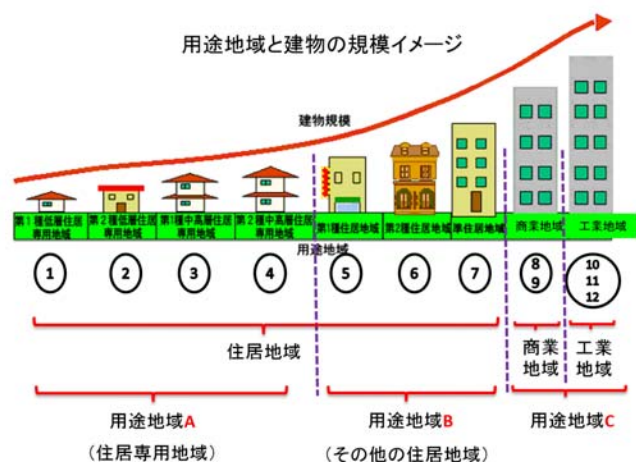 用途地域と建物の規模イメージ
建物規模
第1種低層住居
専用地域
第2種低層住居
専用地域
第1種中高層住居
専用地域
第2種中高層住居
専用地域
第1種住居地域
第2種住居地域
準住居地域
商業地域
工業地域
用途地域
1
2
3
4
5
6
7
8
9
10
11
12
住居地域
商業
地域
工業
地域
用途地域A
(住居専用地域)
用途地域B
(その他の住居地域)
用途地域C